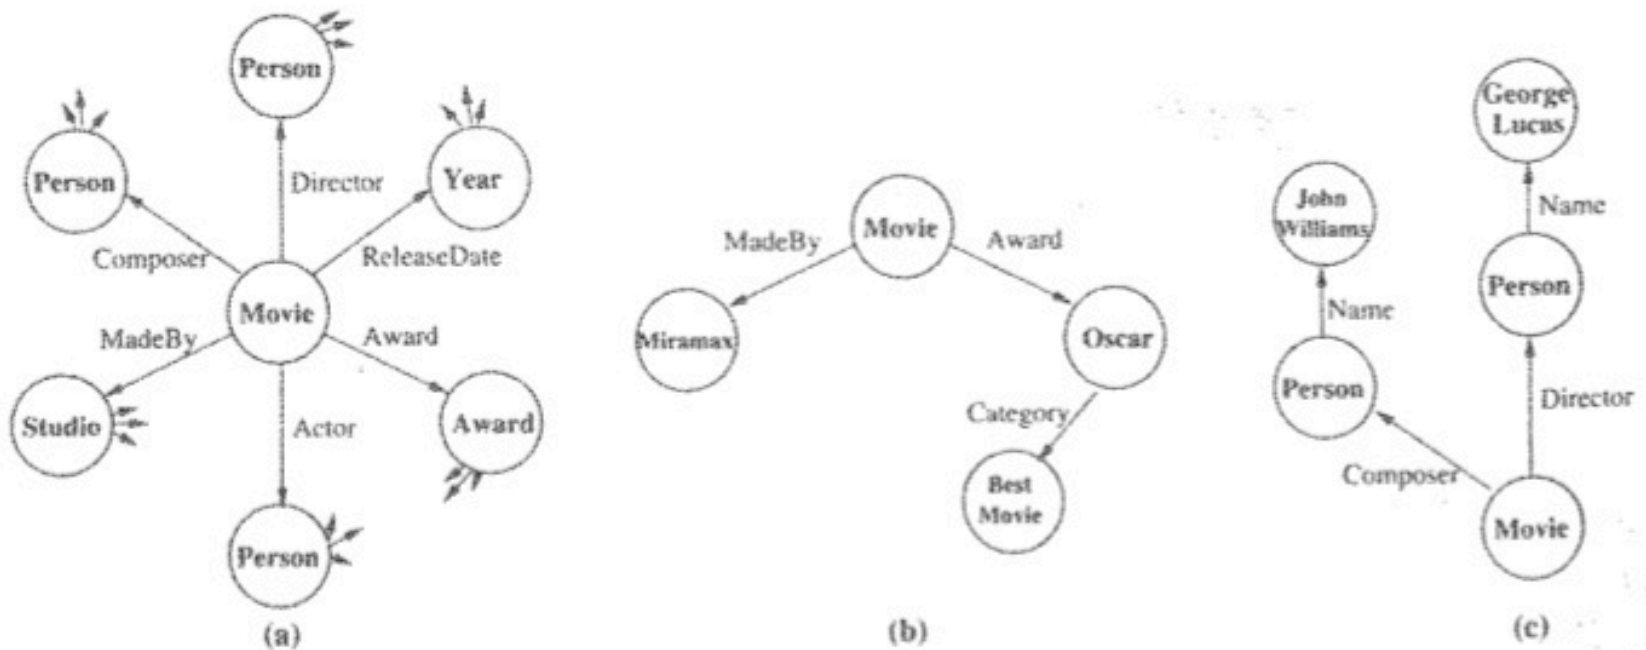 Person
Person
Director
Year
Composer
ReleaseDate
Movie
MadeBy
Award
Studio
Actor
Award
Person
(a)
Movie
MadeBy
Award
Miramax
Oscar
Category
Best
Movie
(b)
George
Lucas
John
Williams
Name
Person
Name
Person
Director
Composer
Movie
(c)